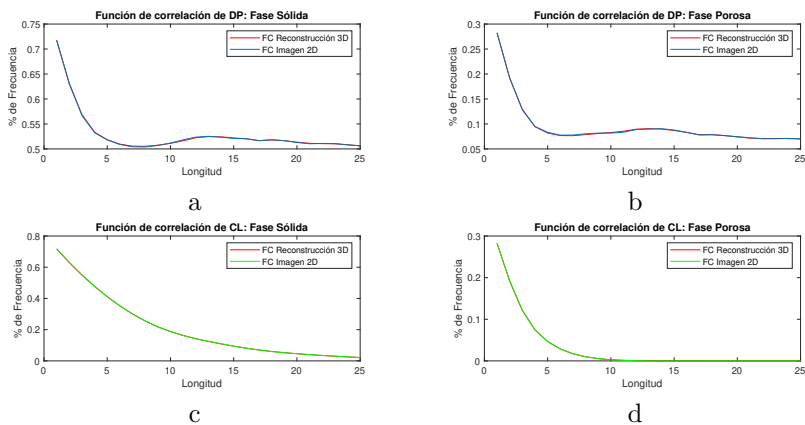 Función de correlación de DP: Fase Sólida
0.75
0.7
0.65
0.6
0.55
0.5
% de Frecuencia
FC Reconstrucción 3D
FC Imagen 2D
0 5 10 15 20 25
Longitud
a
Función de correlación de DP: Fase Porosa
0.3
0.25
0.2
0.15
0.1
0.05
% de Frecuencia
FC Reconstrucción 3D
FC Imagen 2D
0 5 10 15 20 25
Longitud
b
Función de correlación de CL: Fase Sólida
0.8
0.6
0.4
0.2
0
% de Frecuencia
FC Reconstrucción 3D
FC Imagen 2D
0 5 10 15 20 25
Longitud
c
Función de correlación de CL: Fase Porosa
0.3
0.2
0.1
0
% de Frecuencia
FC Reconstrucción 3D
FC Imagen 2D
0 5 10 15 20 25
Longitud
d